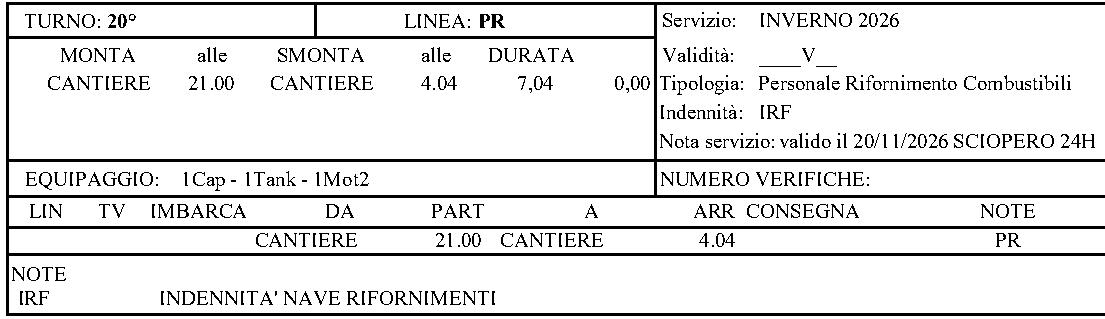 TURNO: 20° LINEA: PR Servizio: INVERNO 2026
MONTA alle SMONTA alle DURATA Validità: ____V__
CANTIERE 21.00 CANTIERE 4.04 7,04 0,00 Tipologia: Personale Rifornimento Combustibili
Indennità: IRF
Nota servizio: valido il 20/11/2026 SCIOPERO 24H
EQUIPAGGIO: 1Cap - 1Tank - 1Mot2 NUMERO VERIFICHE:
LIN TV IMBARCA DA PART A ARR CONSEGNA NOTE
CANTIERE 21.00 CANTIERE 4.04 PR
NOTE
IRF INDENNITA' NAVE RIFORNIMENTI